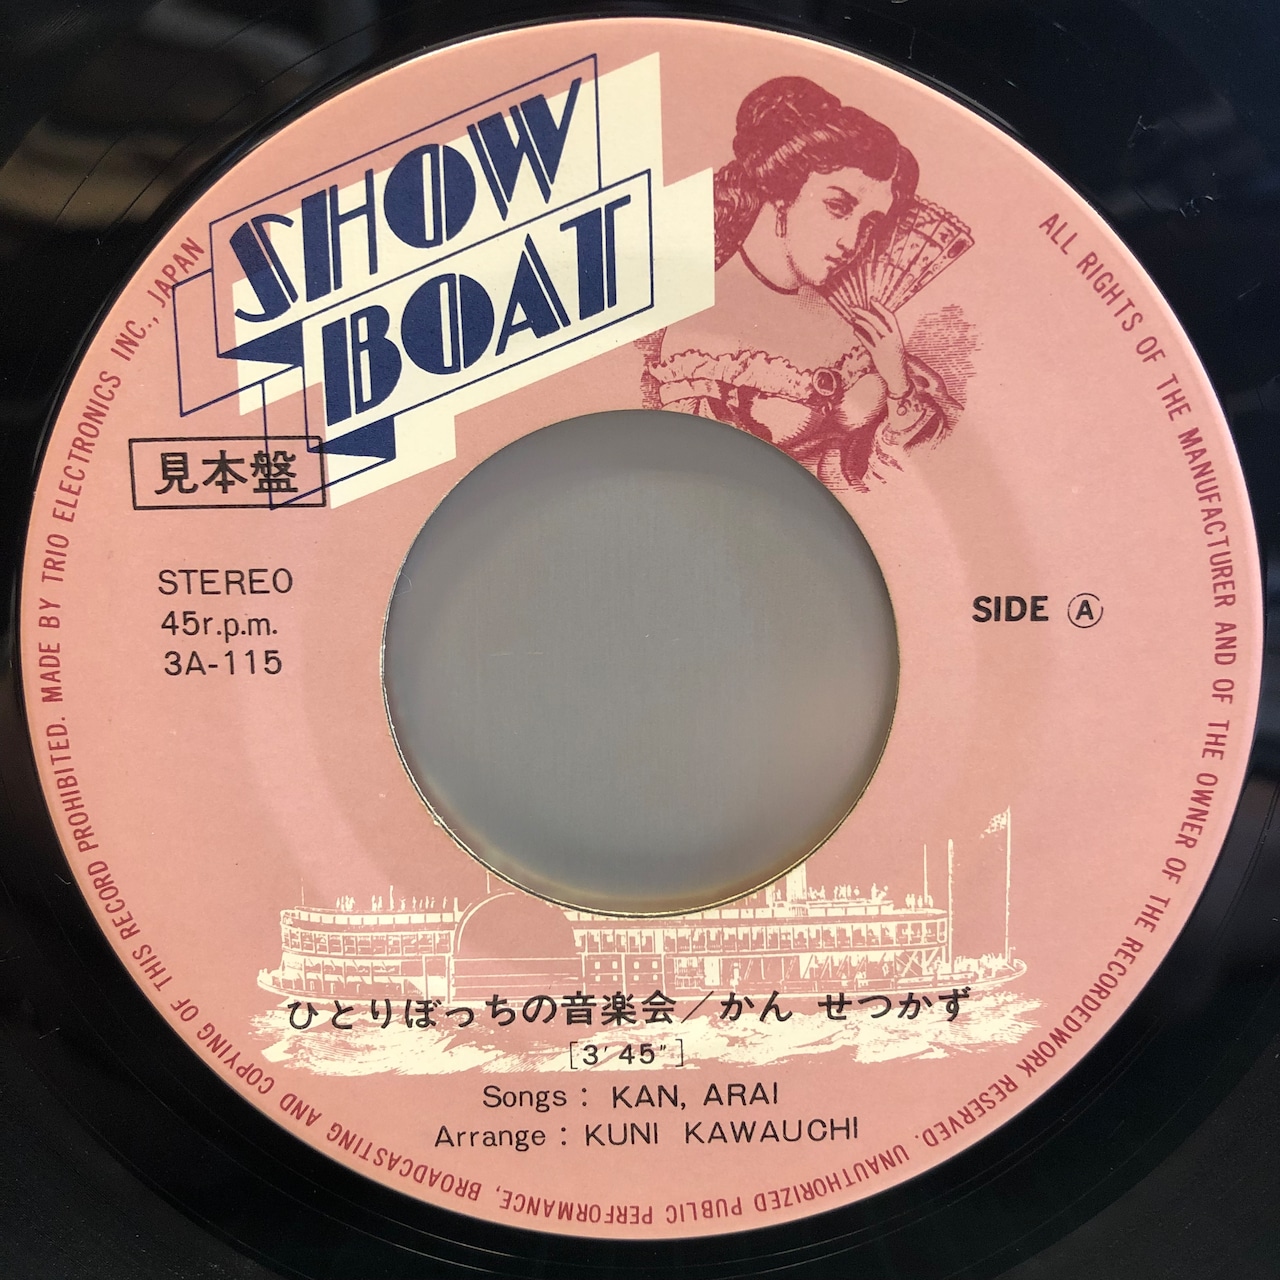 SHOW
BOAT
見本盤
STEREO
45r.p.m.
3A-115
SIDE Ⓐ
ひとりぼっちの音楽会／かん せつかず
[3′45″]
Songs : KAN, ARAI
Arrange : KUNI KAWAUCHI
ALL RIGHTS OF THE MANUFACTURER AND OF THE OWNER OF THE RECORDEDWORK RESERVED. UNAUTHORIZED PUBLIC PERFORMANCE, BROADCASTING AND COPYING OF THIS RECORD PROHIBITED. MADE BY TRIO ELECTRONICS INC., JAPAN